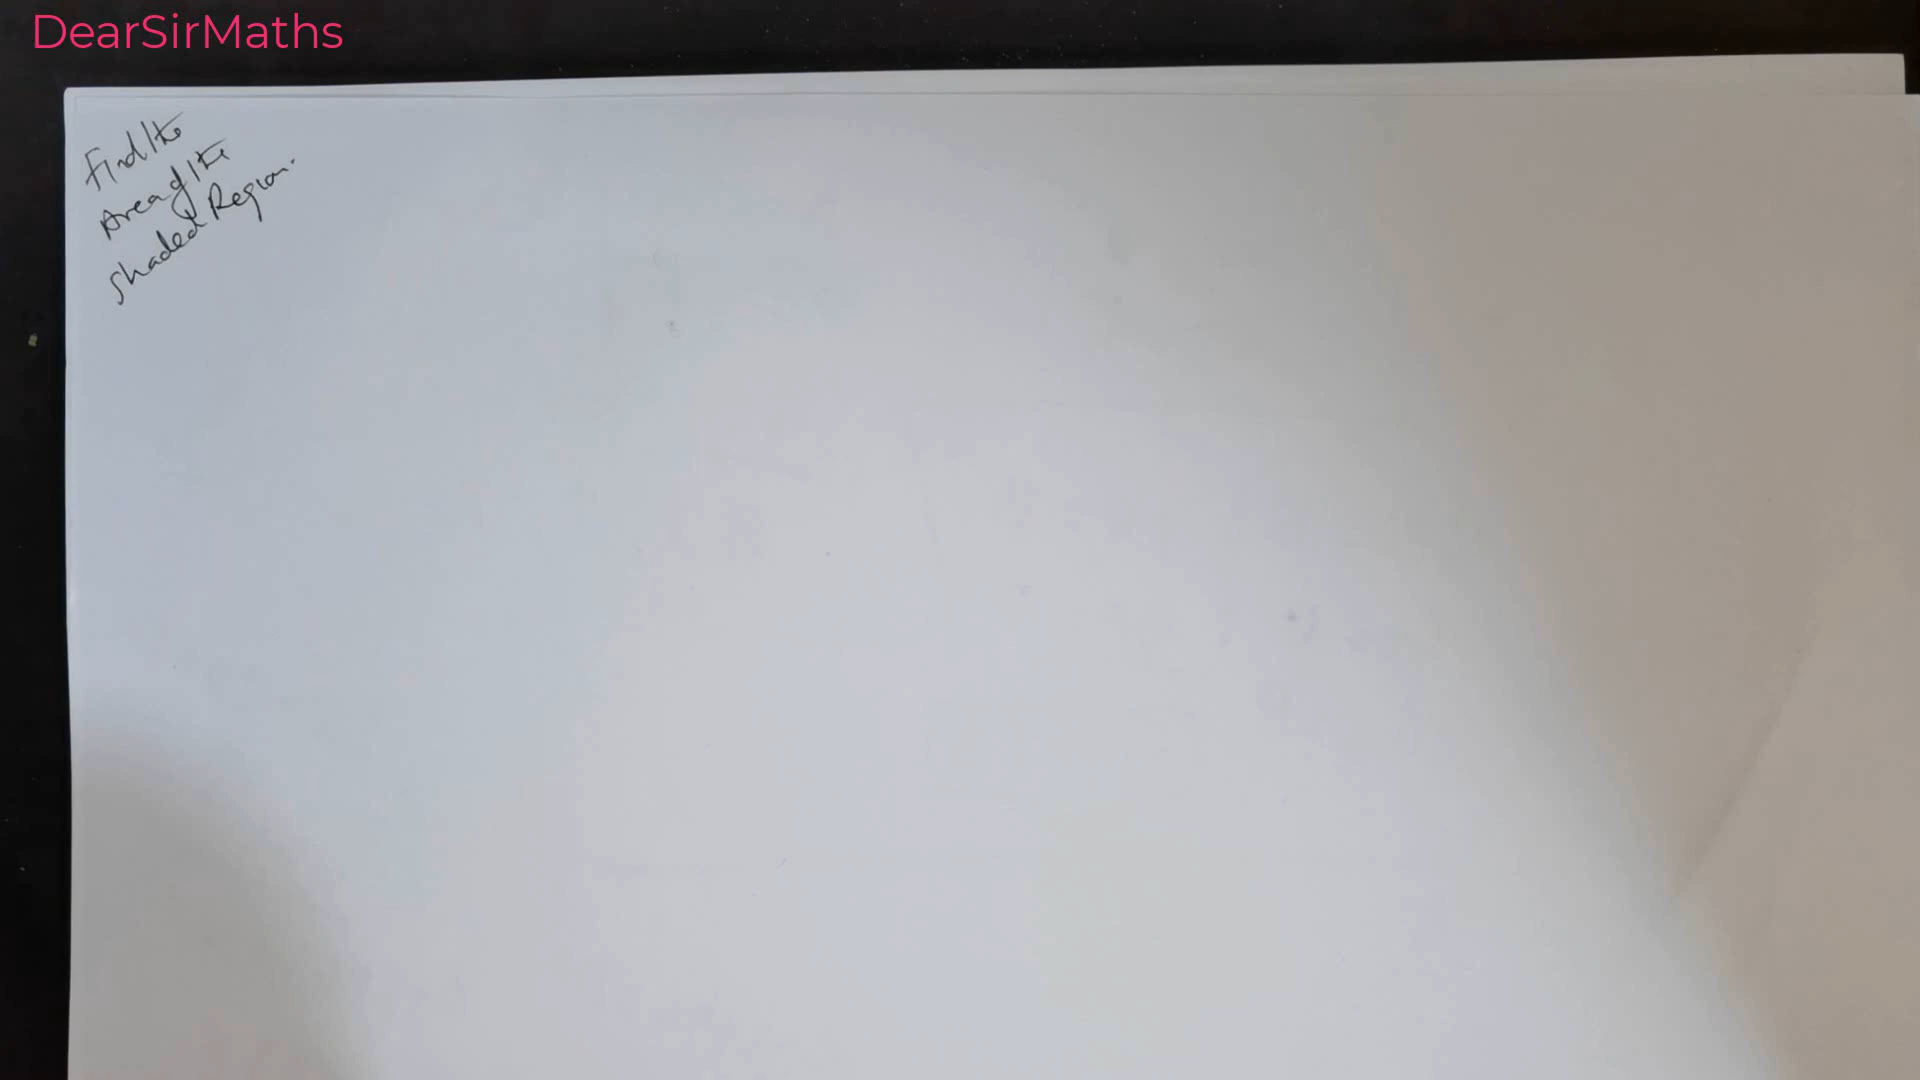 DearSirMaths
Find the
Area of the
Shaded Region.